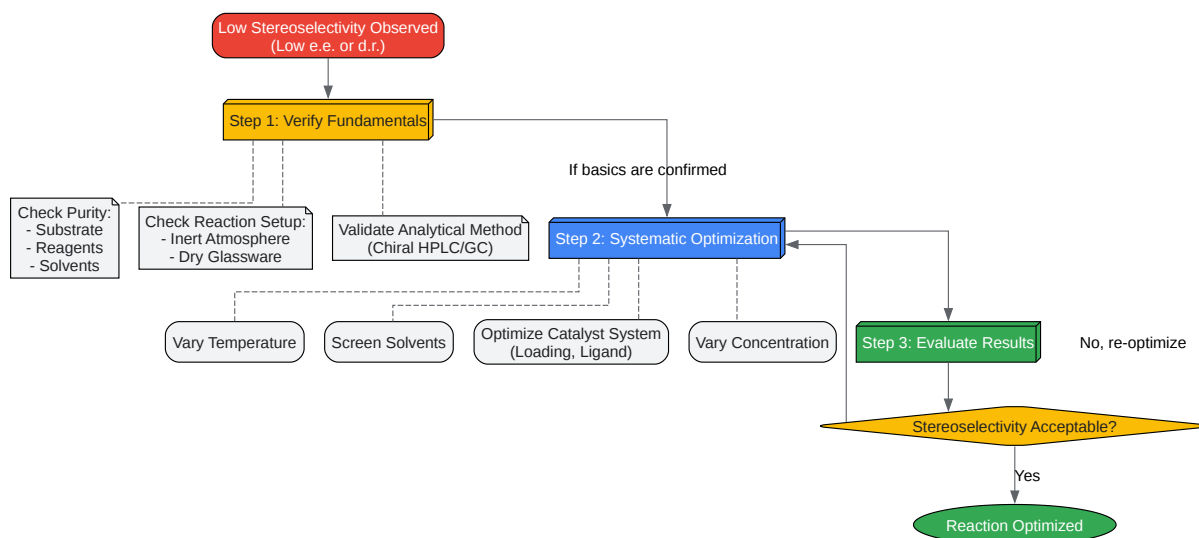 Low Stereoselectivity Observed
(Low e.e. or d.r.)
Step 1: Verify Fundamentals
If basics are confirmed
Check Purity:
- Substrate
- Reagents
- Solvents
Check Reaction Setup:
- Inert Atmosphere
- Dry Glassware
Validate Analytical Method
(Chiral HPLC/GC)
Step 2: Systematic Optimization
Vary Temperature
Screen Solvents
Optimize Catalyst System
(Loading, Ligand)
Vary Concentration
Step 3: Evaluate Results
No, re-optimize
Stereoselectivity Acceptable?
Yes
Reaction Optimized